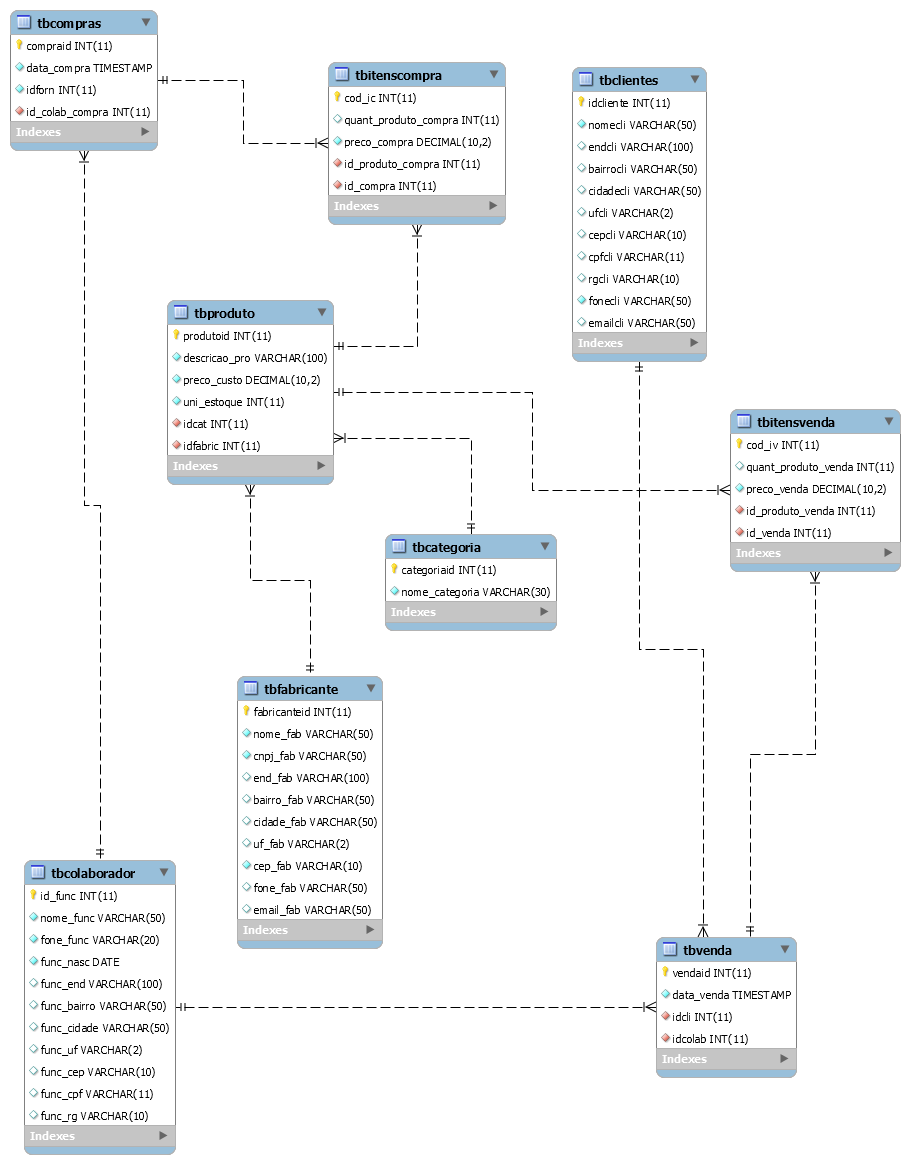 tbcompras
compraid INT(11)
data_compra TIMESTAMP
idforn INT(11)
id_colab_compra INT(11)
Indexes
tbitenscompra
cod_ic INT(11)
quant_produto_compra INT(11)
preco_compra DECIMAL(10,2)
id_produto_compra INT(11)
id_compra INT(11)
Indexes
tbclientes
idcliente INT(11)
nomecli VARCHAR(50)
endcli VARCHAR(100)
bairrocli VARCHAR(50)
cidadecli VARCHAR(50)
ufcli VARCHAR(2)
cepcli VARCHAR(10)
cpfcli VARCHAR(11)
rgcli VARCHAR(10)
fonecli VARCHAR(50)
emailcli VARCHAR(50)
Indexes
tbproduto
produtoid INT(11)
descricao_pro VARCHAR(100)
preco_custo DECIMAL(10,2)
uni_estoque INT(11)
idcat INT(11)
idfabric INT(11)
Indexes
tbitensvenda
cod_iv INT(11)
quant_produto_venda INT(11)
preco_venda DECIMAL(10,2)
id_produto_venda INT(11)
id_venda INT(11)
Indexes
tbcategoria
categoriaid INT(11)
nome_categoria VARCHAR(30)
Indexes
tbfabricante
fabricanteid INT(11)
nome_fab VARCHAR(50)
cnpj_fab VARCHAR(50)
end_fab VARCHAR(100)
bairro_fab VARCHAR(50)
cidade_fab VARCHAR(50)
uf_fab VARCHAR(2)
cep_fab VARCHAR(10)
fone_fab VARCHAR(50)
email_fab VARCHAR(50)
Indexes
tbcolaborador
id_func INT(11)
nome_func VARCHAR(50)
fone_func VARCHAR(20)
func_nasc DATE
func_end VARCHAR(100)
func_bairro VARCHAR(50)
func_cidade VARCHAR(50)
func_uf VARCHAR(2)
func_cep VARCHAR(10)
func_cpf VARCHAR(11)
func_rg VARCHAR(10)
Indexes
tbvenda
vendaid INT(11)
data_venda TIMESTAMP
idcli INT(11)
idcolab INT(11)
Indexes